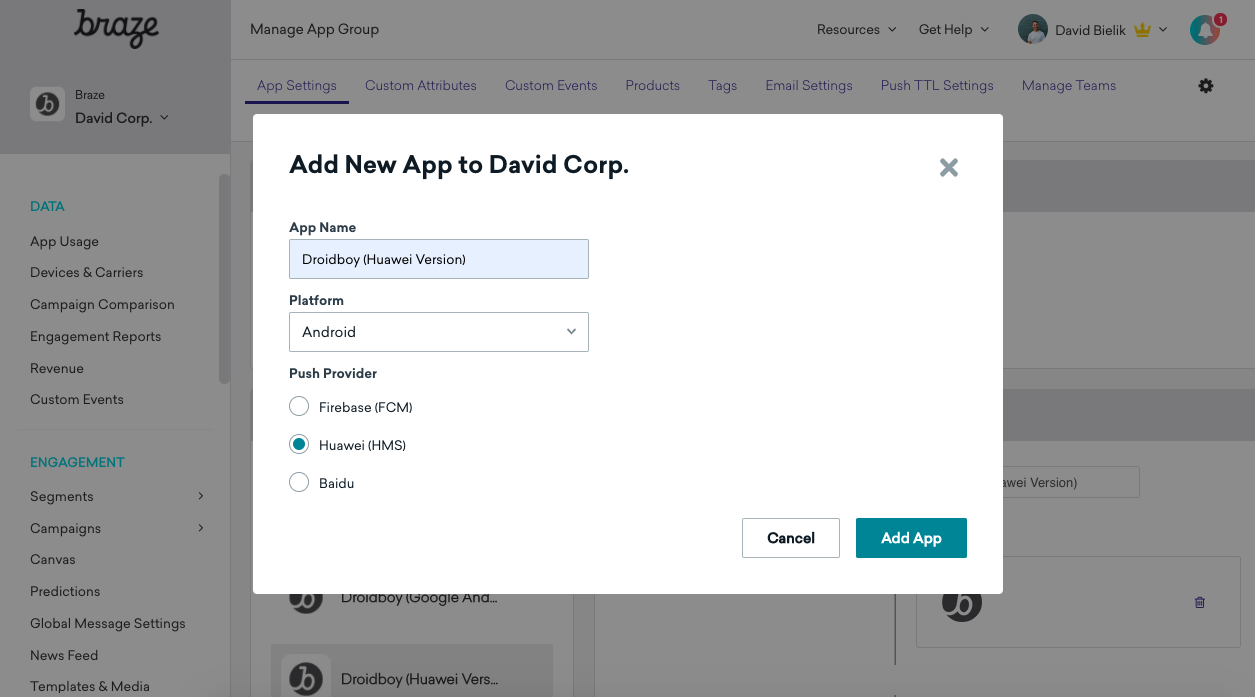 braze
Manage App Group
Resources
Get Help
David Bielik
1
Braze
David Corp.
App Settings
Custom Attributes
Custom Events
Products
Tags
Email Settings
Push TTL Settings
Manage Teams
DATA
App Usage
Devices & Carriers
Campaign Comparison
Engagement Reports
Revenue
Custom Events
ENGAGEMENT
Segments
Campaigns
Canvas
Predictions
Global Message Settings
News Feed
Templates & Media
Add New App to David Corp.
App Name
Droidboy (Huawei Version)
Platform
Android
Push Provider
Firebase (FCM)
Huawei (HMS)
Baidu
Cancel
Add App
awei Version)
Droidboy (Google And...
Droidboy (Huawei Vers...